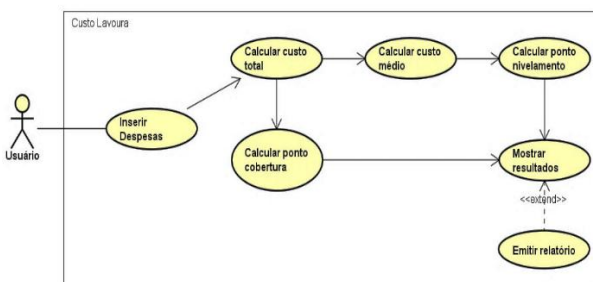 Custo Lavoura
Calcular custo
total
Calcular custo
médio
Calcular ponto
nivelamento
Inserir
Despesas
Usuário
Calcular ponto
cobertura
Mostrar
resultados
<<extend>>
Emitir relatório